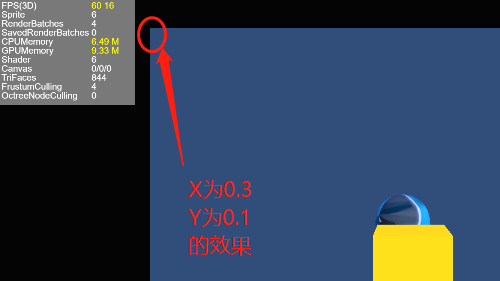 FPS(3D) 60 16
Sprite 6
RenderBatches 4
SavedRenderBatches 0
CPUMemory 6.49 M
GPUMemory 9.33 M
Shader 6
Canvas 0/0/0
TriFaces 844
FrustumCulling 4
OctreeNodeCulling 0
X为0.3
Y为0.1
的效果